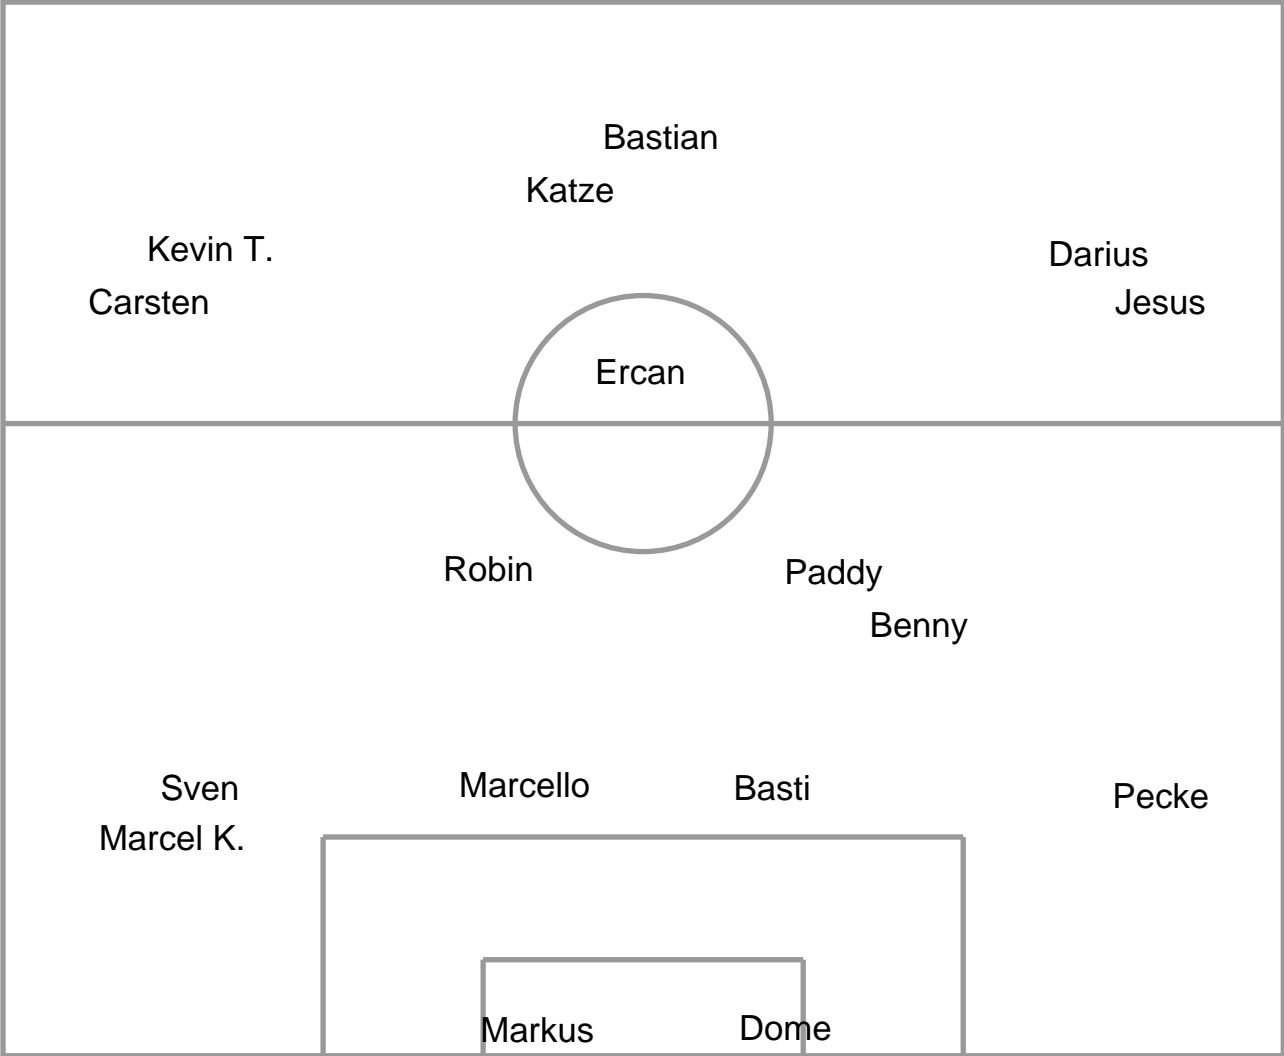 Bastian
Katze
Kevin T.
Darius
Carsten
Jesus
Ercan
Robin
Paddy
Benny
Sven
Marcello
Basti
Pecke
Marcel K.
Markus
Dome